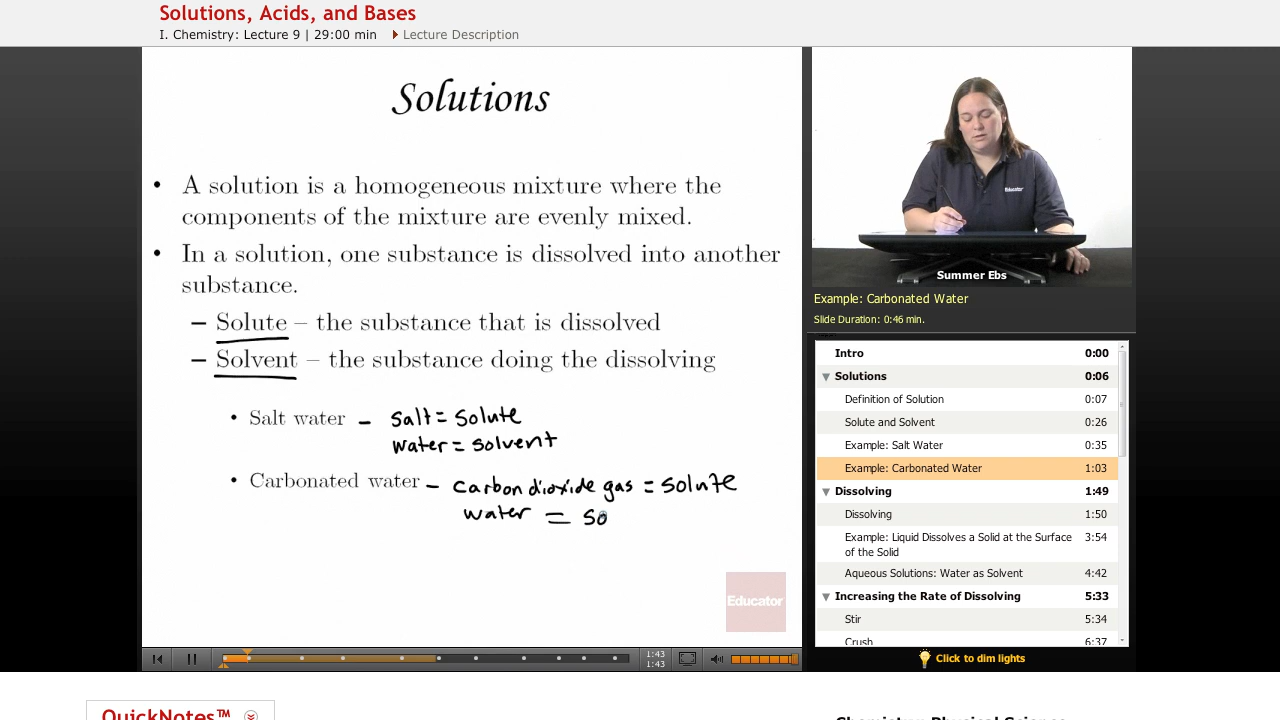 Solutions, Acids, and Bases
I. Chemistry: Lecture 9 | 29:00 min Lecture Description
Solutions
• A solution is a homogeneous mixture where the
components of the mixture are evenly mixed.
• In a solution, one substance is dissolved into another
substance.
– Solute – the substance that is dissolved
– Solvent – the substance doing the dissolving
• Salt water – salt = solute
water = solvent
• Carbonated water – carbon dioxide gas = solute
water = so
Educator
1:43
1:43
Educator
Summer Ebs
Example: Carbonated Water
Slide Duration: 0:46 min.
Intro 0:00
Solutions 0:06
Definition of Solution 0:07
Solute and Solvent 0:26
Example: Salt Water 0:35
Example: Carbonated Water 1:03
Dissolving 1:49
Dissolving 1:50
Example: Liquid Dissolves a Solid at the Surface 3:54
of the Solid
Aqueous Solutions: Water as Solvent 4:42
Increasing the Rate of Dissolving 5:33
Stir 5:34
Crush 6:37
Click to dim lights
QuickNotes™
Chemistry: Physical Science